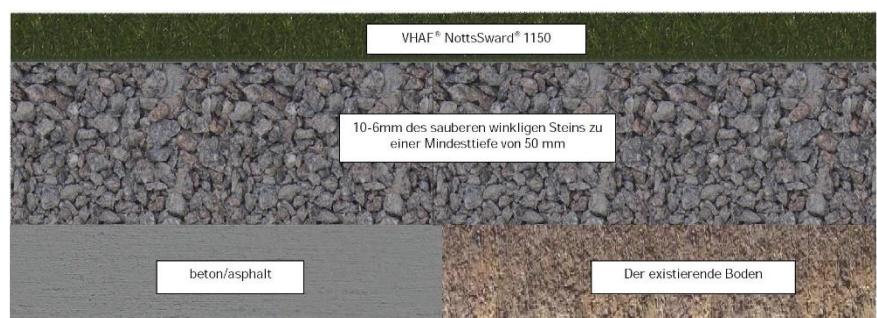 VHAF® NottsSward® 1150
10-6mm des sauberen winkligen Steins zu
einer Mindesttiefe von 50 mm
beton/asphalt
Der existierende Boden